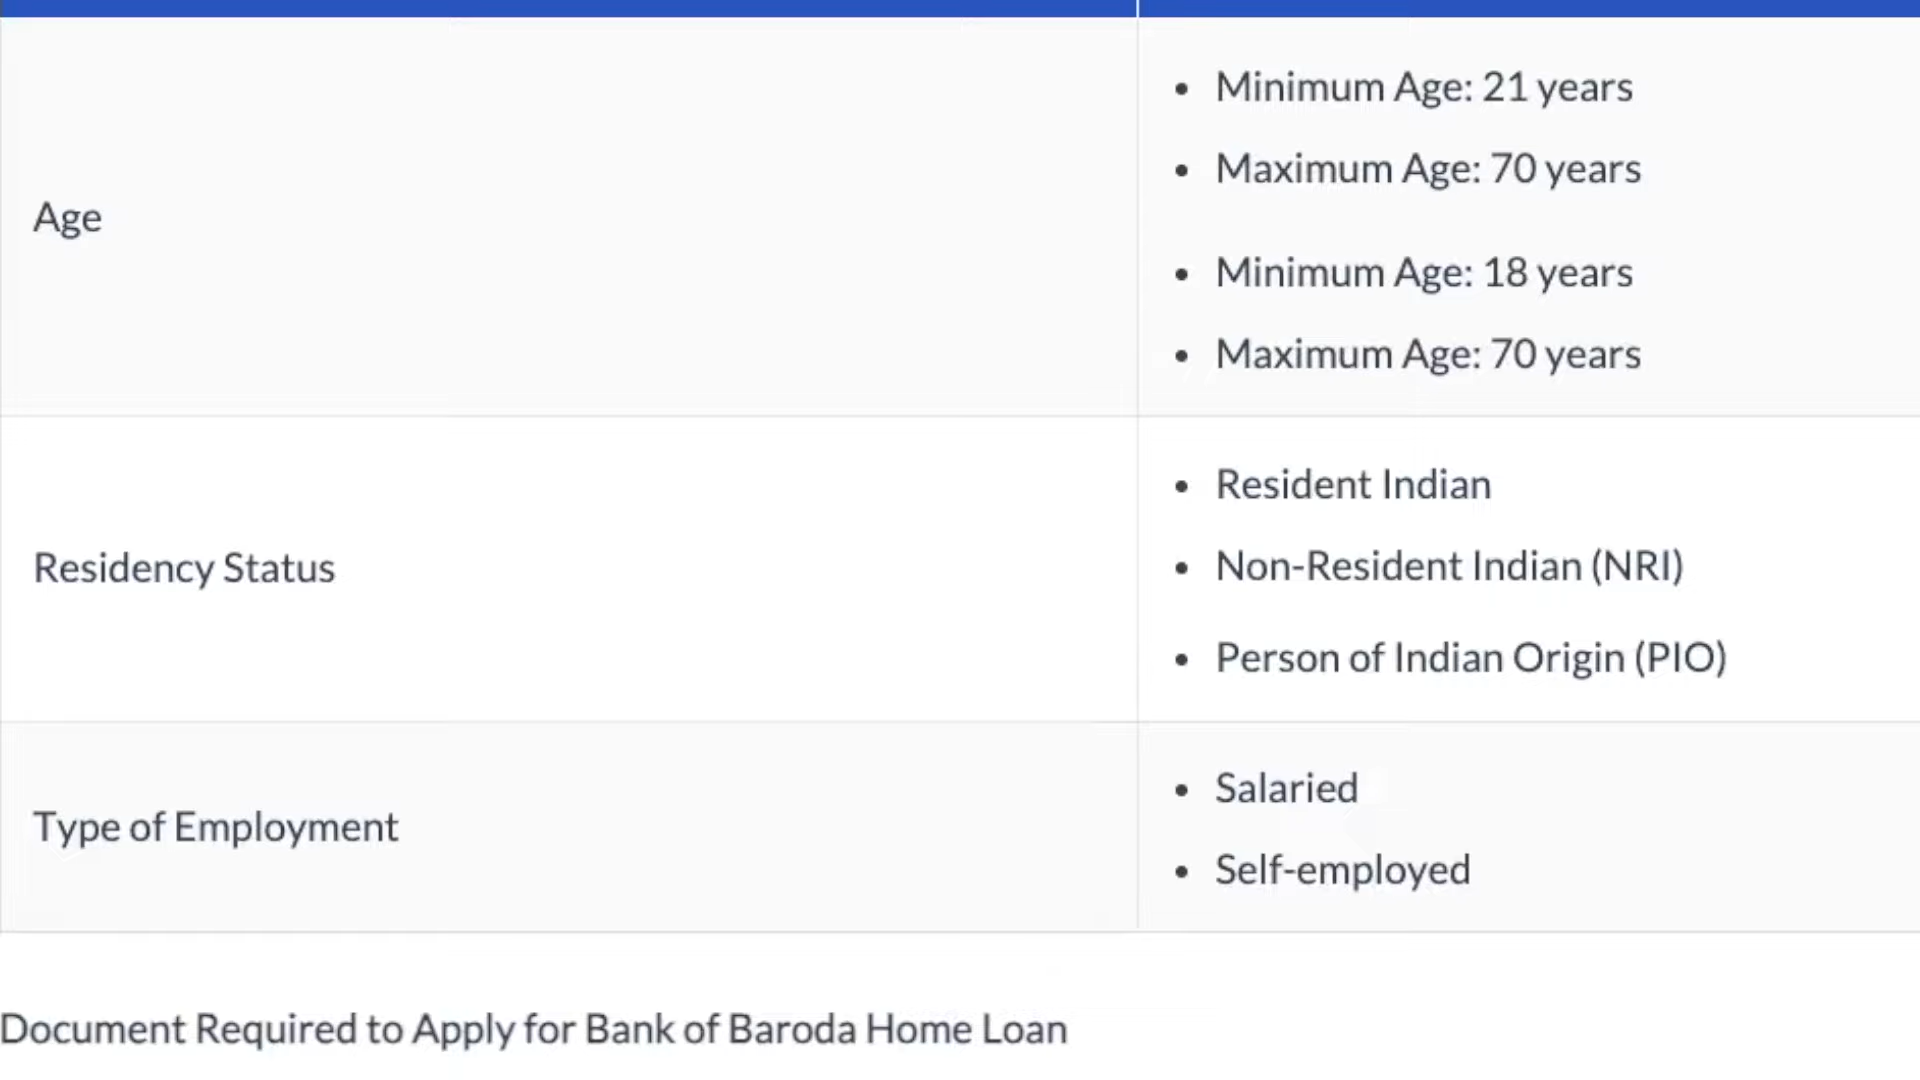 Age
• Minimum Age: 21 years
• Maximum Age: 70 years
• Minimum Age: 18 years
• Maximum Age: 70 years
Residency Status
• Resident Indian
• Non-Resident Indian (NRI)
• Person of Indian Origin (PIO)
Type of Employment
• Salaried
• Self-employed
Document Required to Apply for Bank of Baroda Home Loan